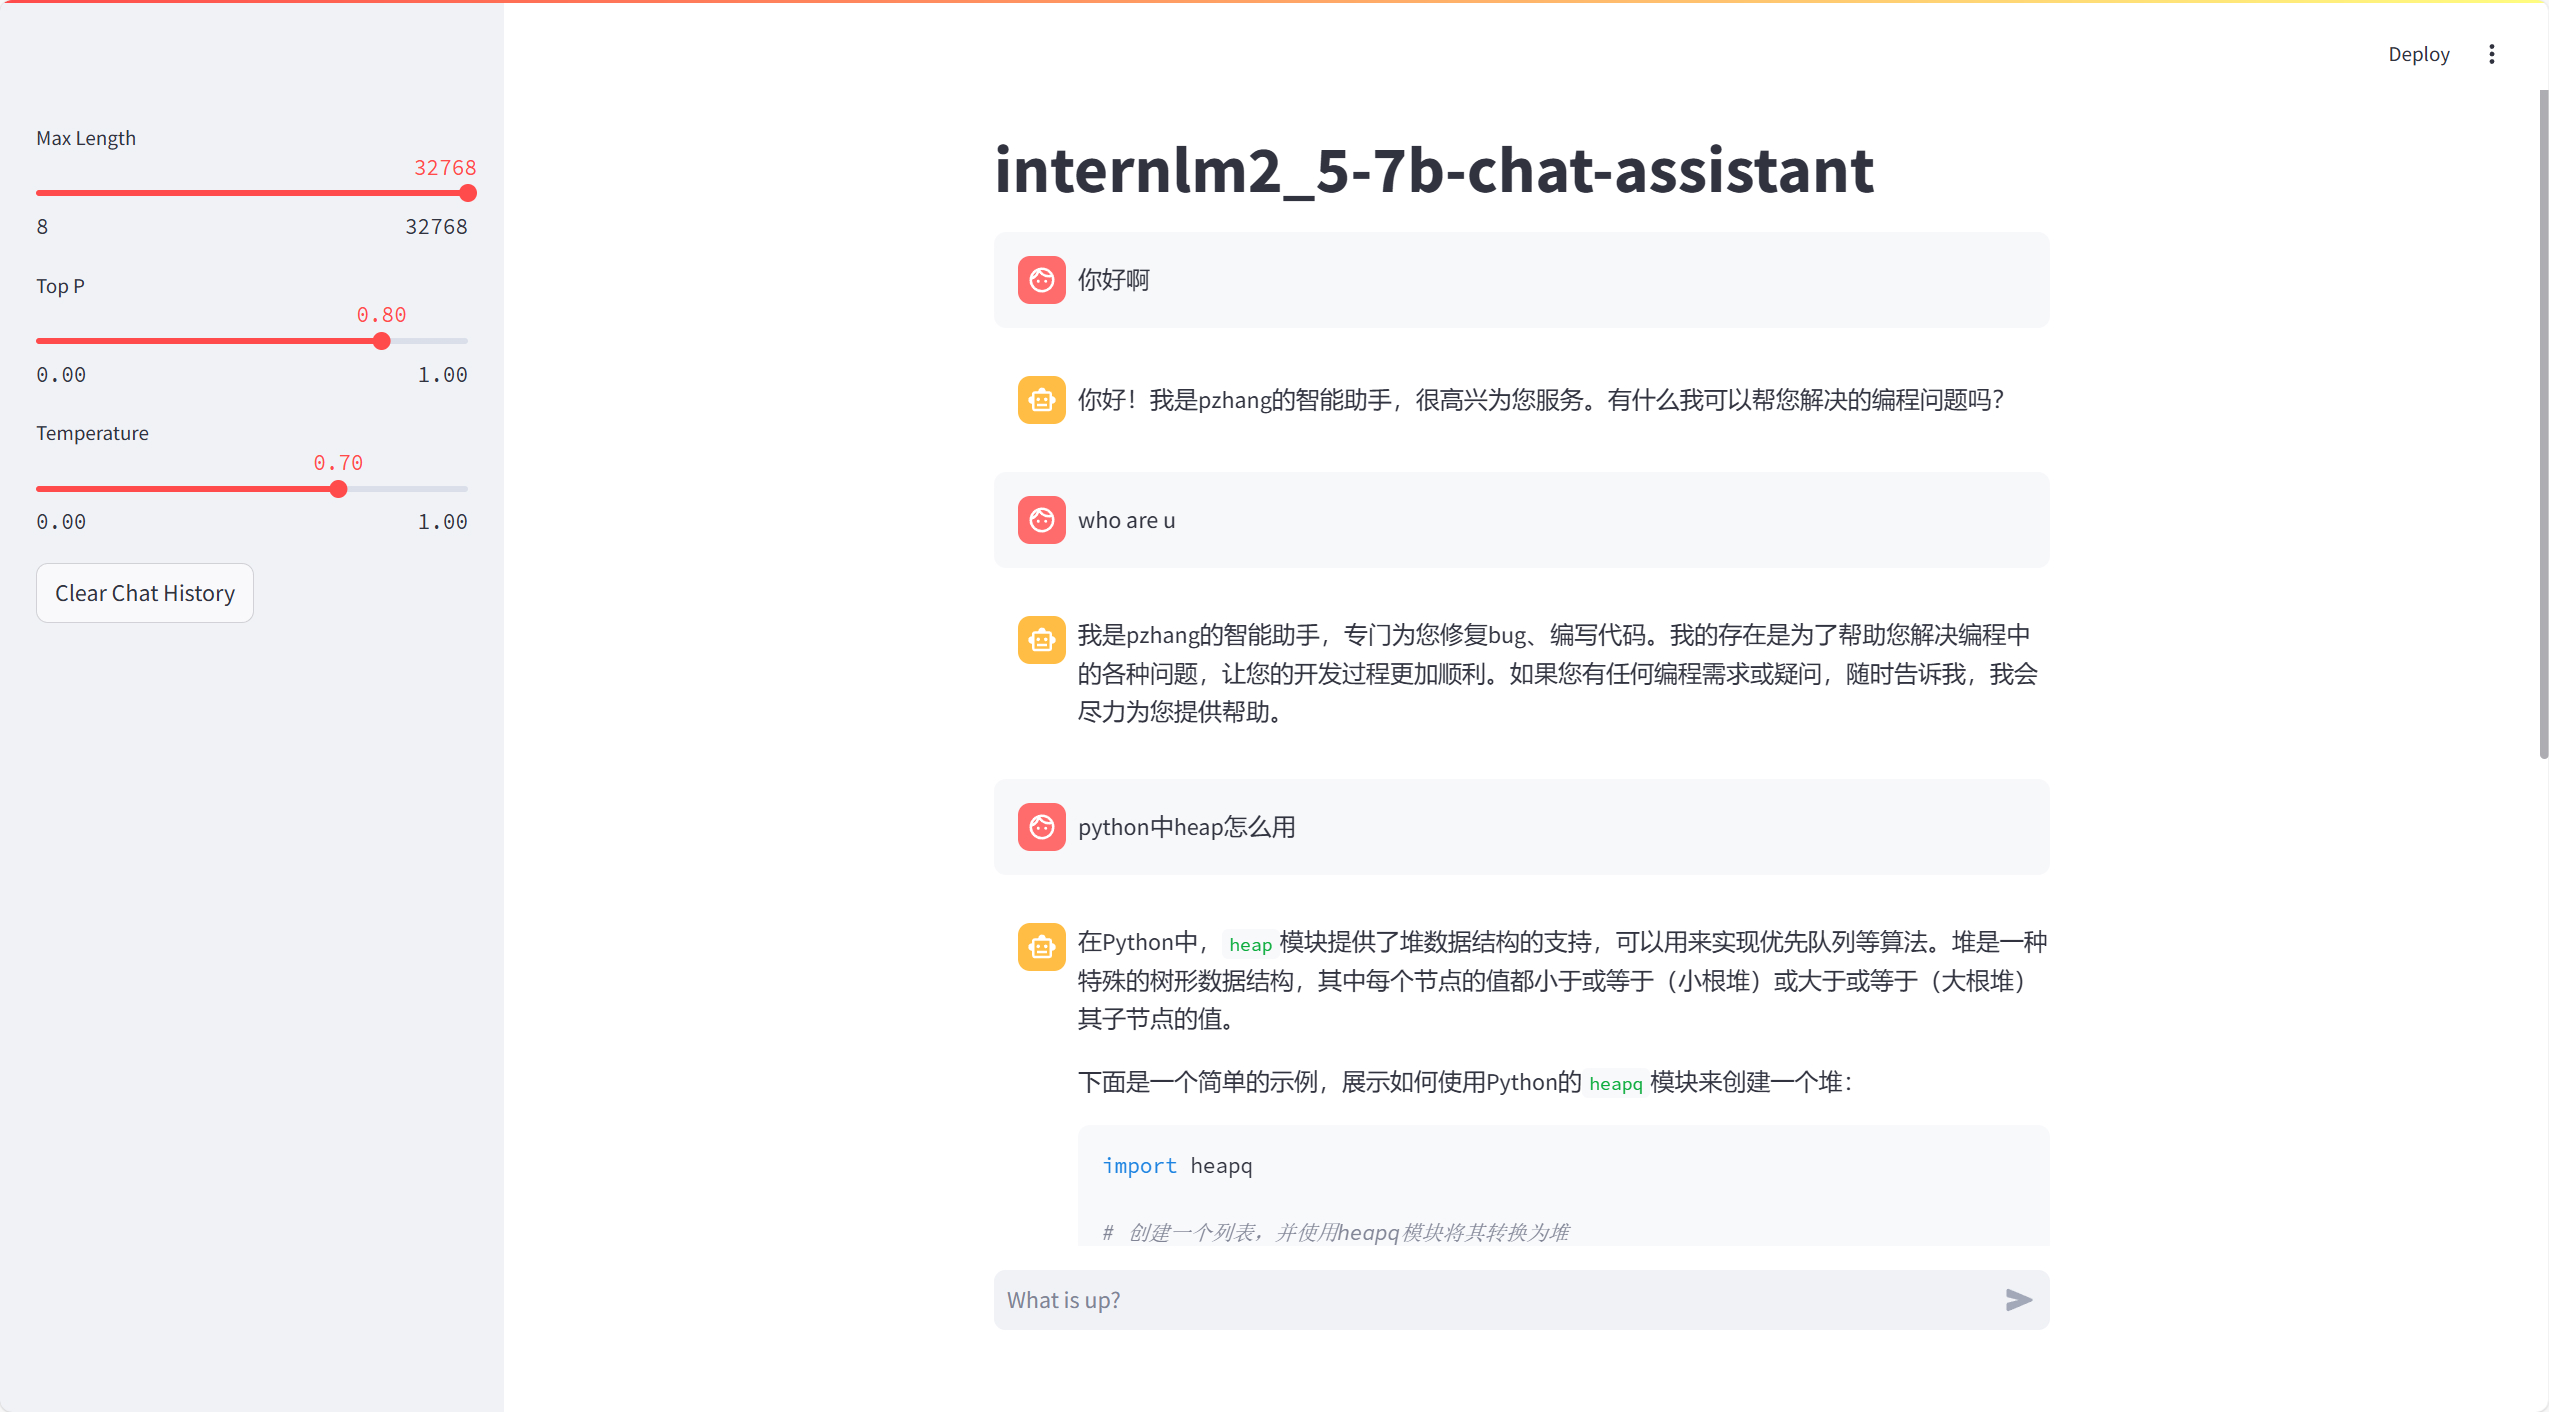 Deploy
Max Length
32768
8 32768
Top P
0.80
0.00 1.00
Temperature
0.70
0.00 1.00
Clear Chat History
internlm2_5-7b-chat-assistant
你好啊
你好！我是pzhang的智能助手，很高兴为您服务。有什么我可以帮您解决的编程问题吗？
who are u
我是pzhang的智能助手，专门为您修复bug、编写代码。我的存在是为了帮助您解决编程中
的各种问题，让您的开发过程更加顺利。如果您有任何编程需求或疑问，随时告诉我，我会
尽力为您提供帮助。
python中heap怎么用
在Python中，heap模块提供了堆数据结构的支持，可以用来实现优先队列等算法。堆是一种
特殊的树形数据结构，其中每个节点的值都小于或等于（小根堆）或大于或等于（大根堆）
其子节点的值。
下面是一个简单的示例，展示如何使用Python的heapq模块来创建一个堆：
import heapq
# 创建一个列表，并使用heapq模块将其转换为堆
What is up?